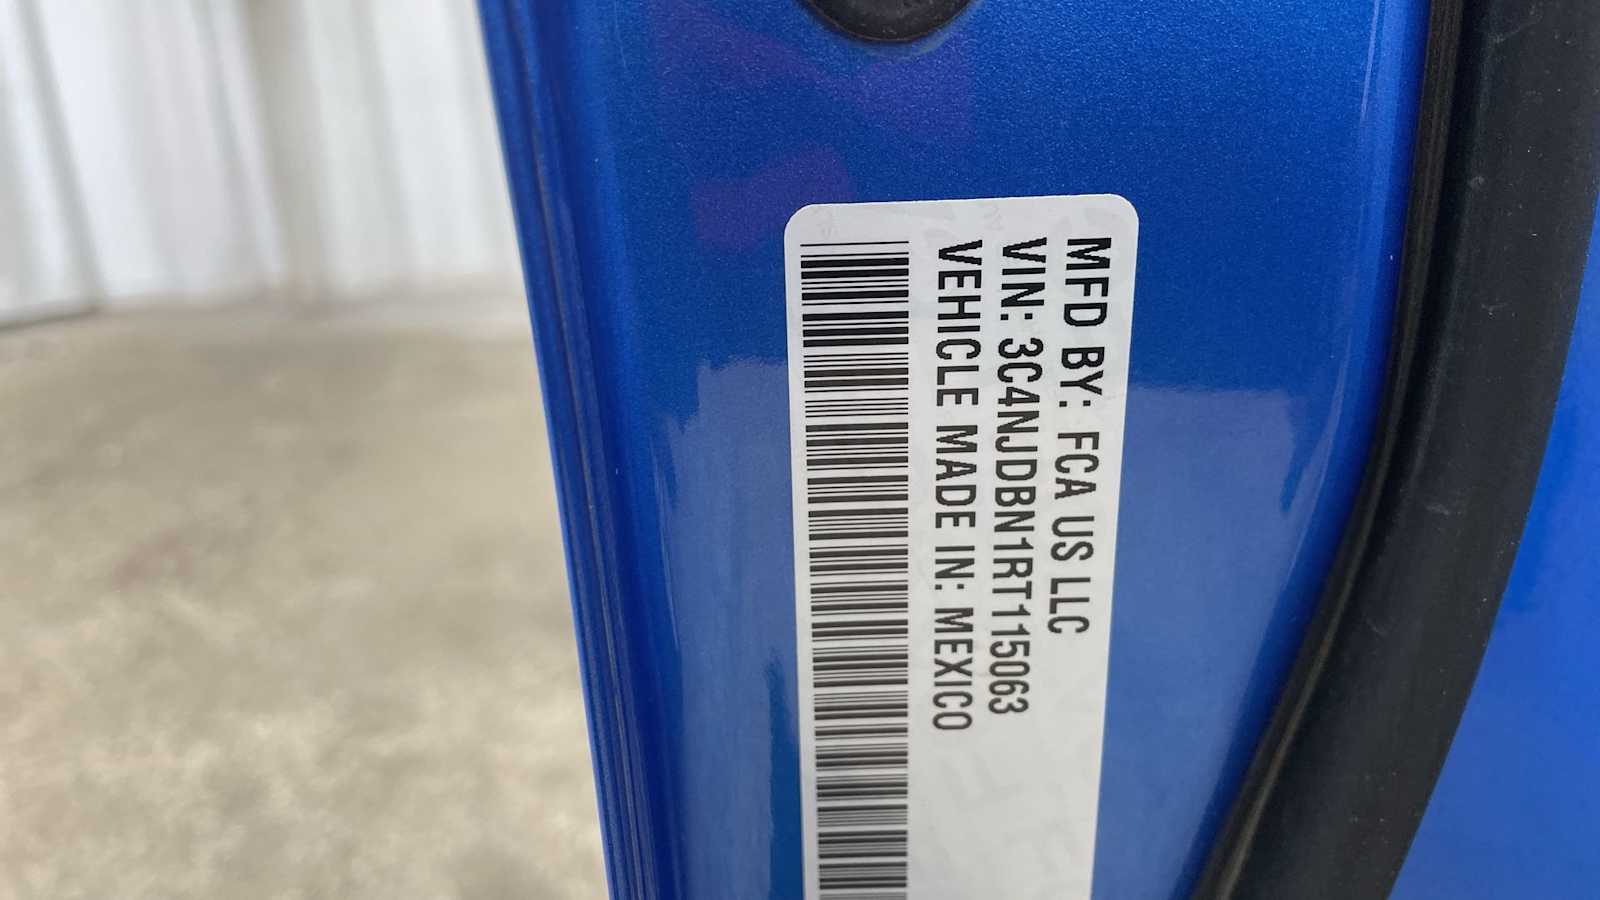 MFD BY: FCA US LLC
VIN: 3C4NJDBN1RT115063
VEHICLE MADE IN: MEXICO